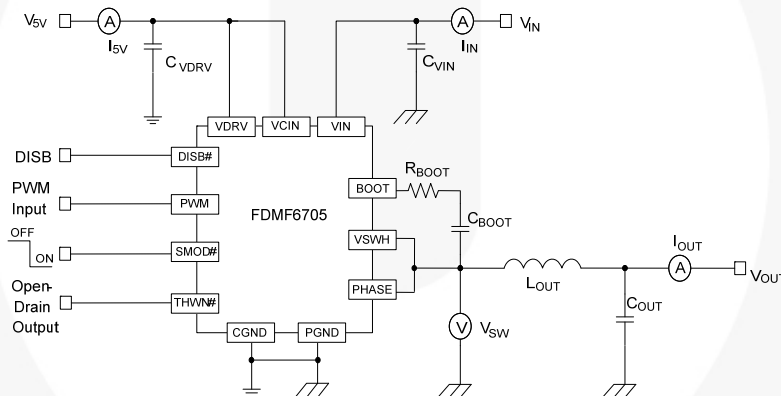 V5V
A
I5V
CVDRV
A
IIN
VIN
CVIN
VDRV
VCIN
VIN
DISB
DISB#
PWM
Input
PWM
OFF
ON
SMOD#
Open-
Drain
Output
THWN#
FDMF6705
BOOT
RBOOT
CBOOT
VSWH
PHASE
CGND
PGND
V
VSW
LOUT
COUT
IOUT
A
VOUT